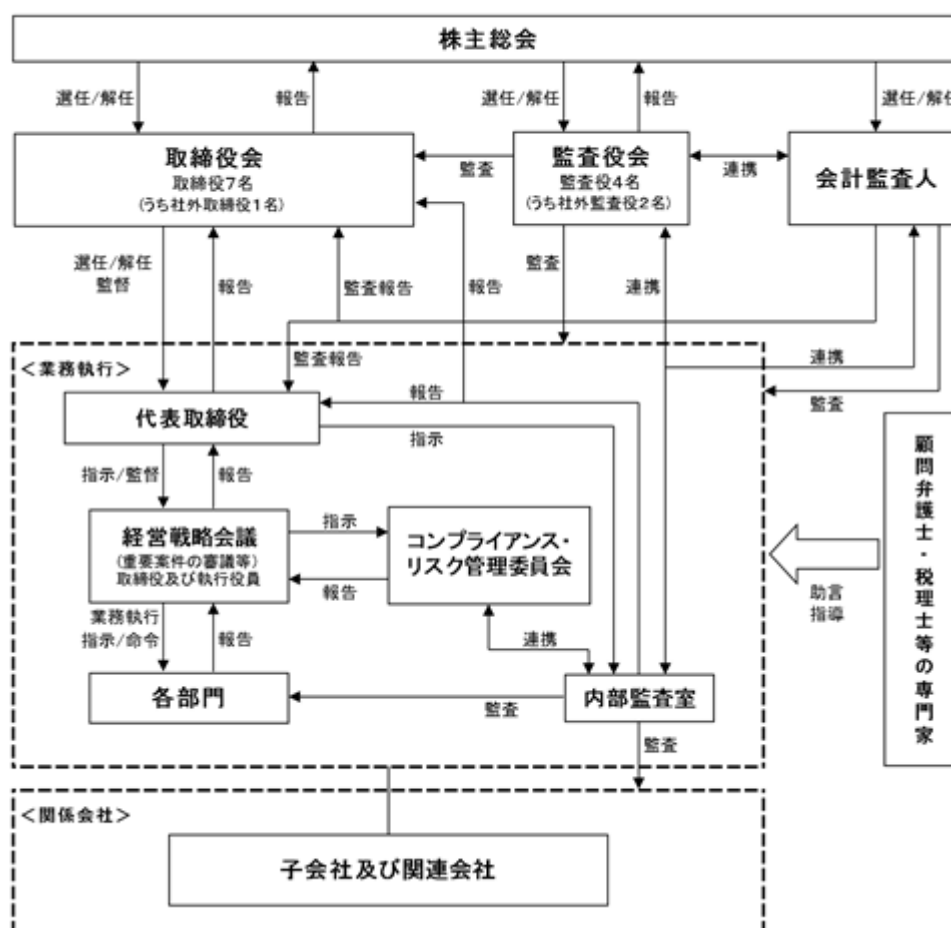 株主総会
選任/解任
報告
選任/解任
報告
選任/解任
取締役会
取締役7名
(うち社外取締役1名)
監査
監査役会
監査役4名
(うち社外監査役2名)
連携
会計監査人
選任/解任
監督
報告
監査報告
報告
監査
連携
<業務執行>
監査報告
連携
報告
監査
代表取締役
指示
指示/監督
報告
経営戦略会議
(重要案件の審議等)
取締役及び執行役員
指示
報告
コンプライアンス・
リスク管理委員会
助言
指導
顧問弁護士・税理士等の専門家
業務執行
指示/命令
報告
連携
各部門
監査
内部監査室
監査
<関係会社>
子会社及び関連会社